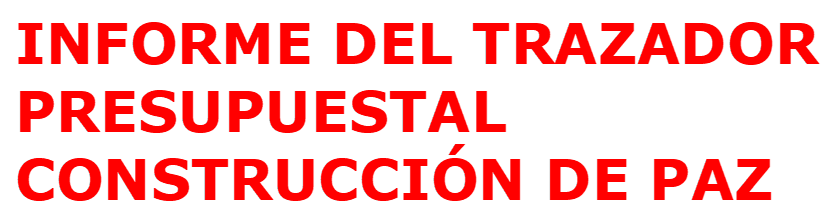 INFORME DEL TRAZADOR
PRESUPUESTAL
CONSTRUCCIÓN DE PAZ